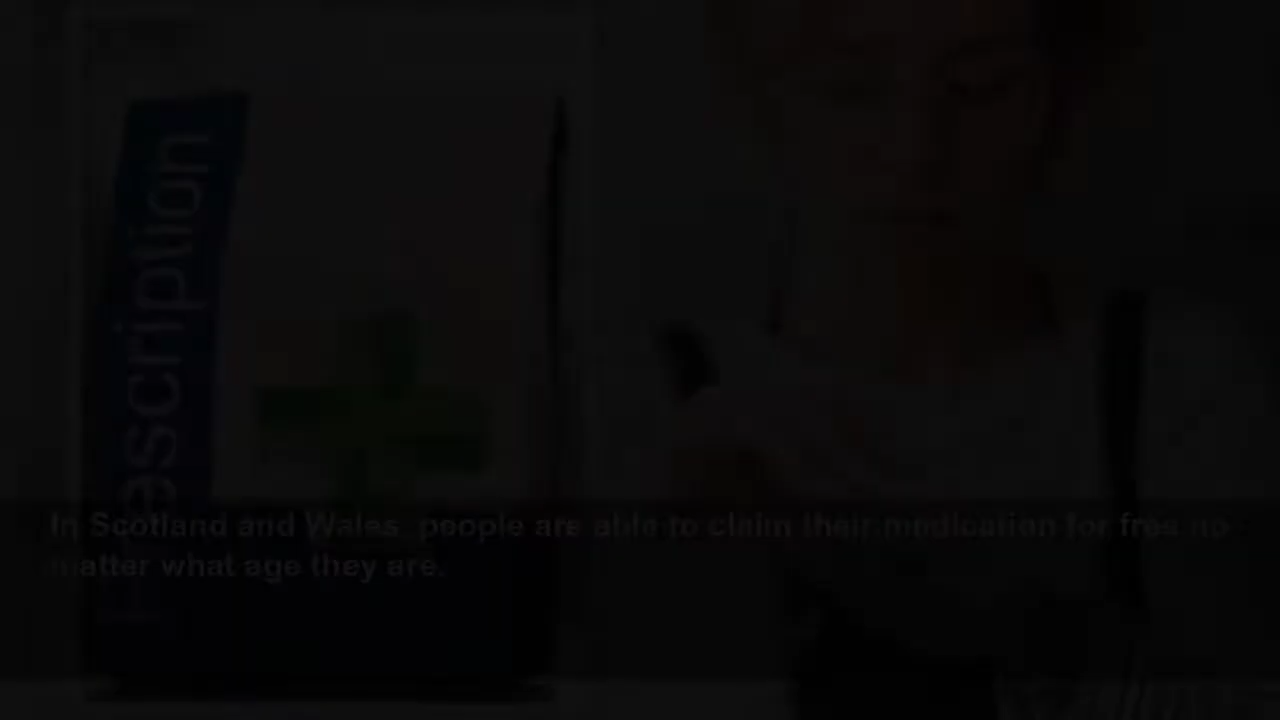 Prescription
In Scotland and Wales, people are able to claim their medication for free no
matter what age they are.